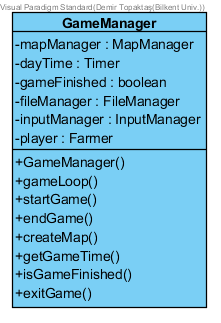 Visual Paradigm Standard(Demir Topaktaş(Bilkent Univ.))
GameManager
-mapManager : MapManager
-dayTime : Timer
-gameFinished : boolean
-fileManager : FileManager
-inputManager : InputManager
-player : Farmer
+GameManager()
+gameLoop()
+startGame()
+endGame()
+createMap()
+getGameTime()
+isGameFinished()
+exitGame()